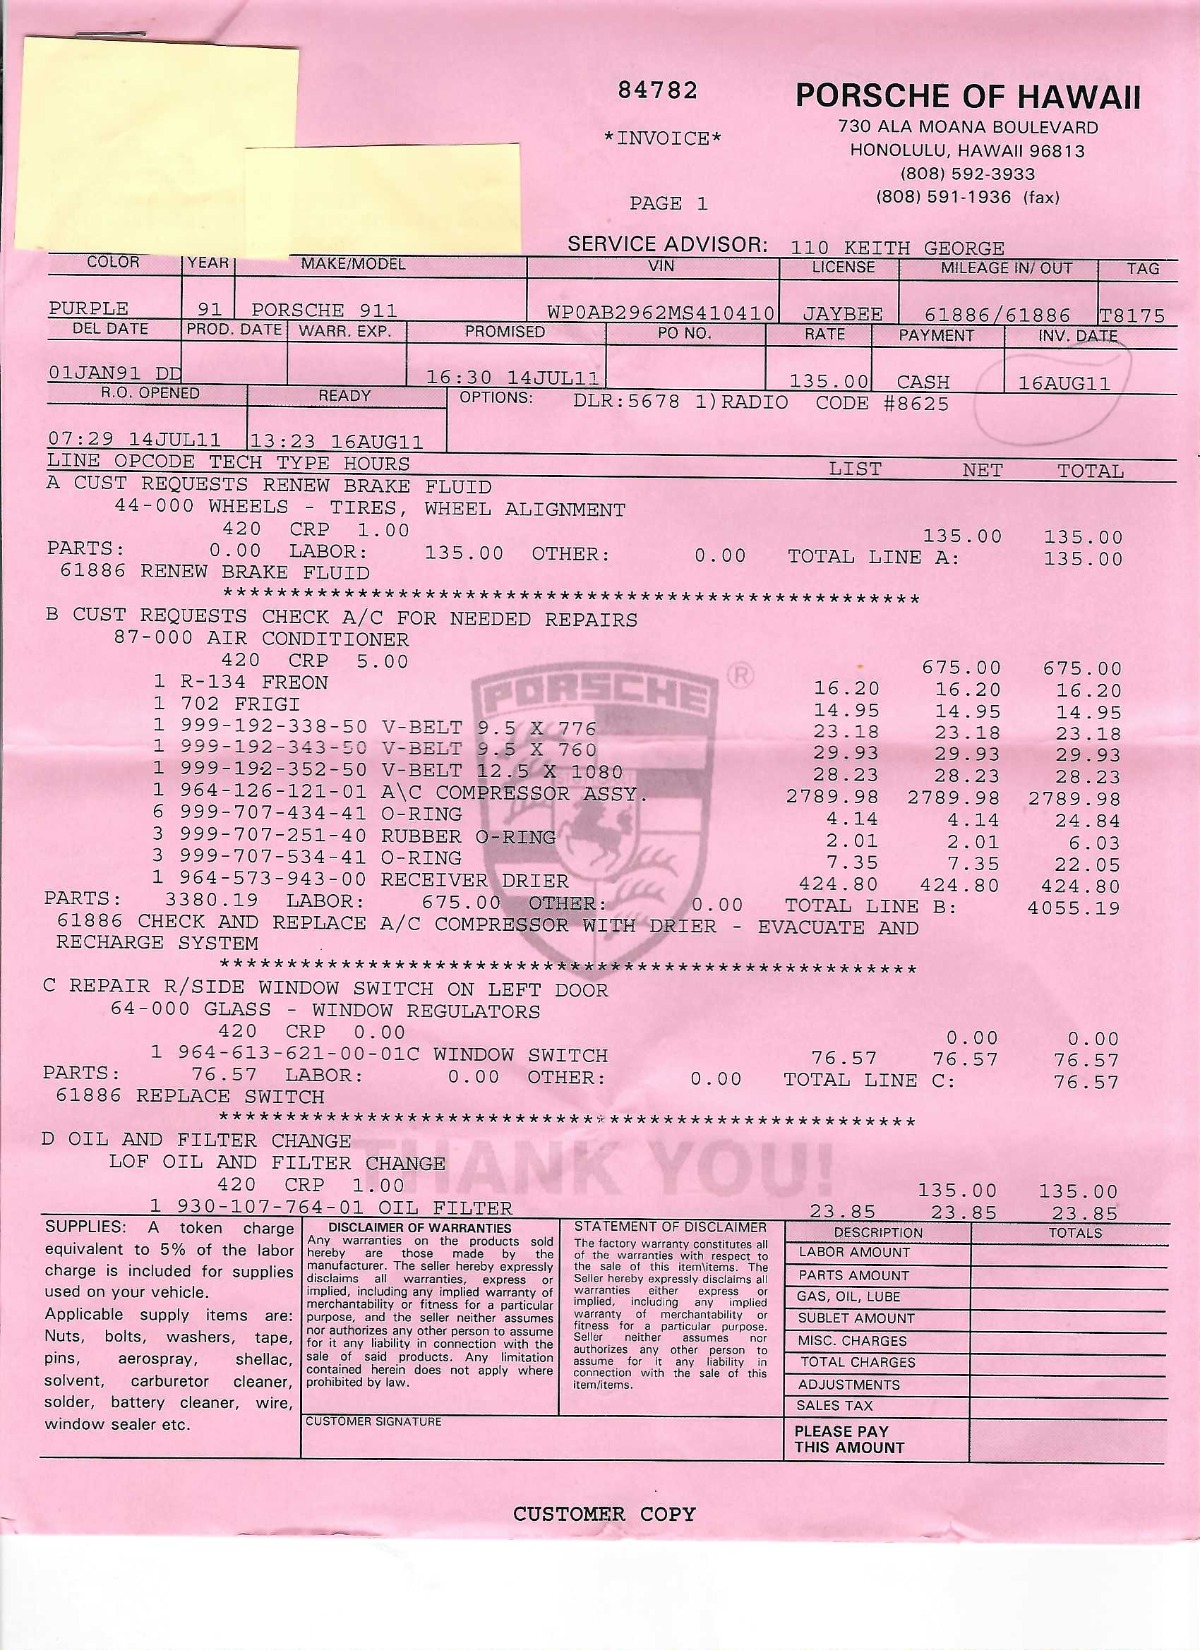 84782
*INVOICE*
PAGE 1
PORSCHE OF HAWAII
730 ALA MOANA BOULEVARD
HONOLULU, HAWAII 96813
(808) 592-3933
(808) 591-1936 (fax)
SERVICE ADVISOR: 110 KEITH GEORGE
COLOR YEAR MAKE/MODEL VIN LICENSE MILEAGE IN/ OUT TAG
PURPLE 91 PORSCHE 911 WP0AB2962MS410410 JAYBEE 61886/61886 T8175
DEL DATE PROD. DATE WARR. EXP. PROMISED PO NO. RATE PAYMENT INV. DATE
01JAN91 DD 16:30 14JUL11 135.00 CASH 16AUG11
R.O. OPENED READY OPTIONS: DLR:5678 1)RADIO CODE #8625
07:29 14JUL11 13:23 16AUG11
LINE OPCODE TECH TYPE HOURS LIST NET TOTAL
A CUST REQUESTS RENEW BRAKE FLUID
44-000 WHEELS - TIRES, WHEEL ALIGNMENT
420 CRP 1.00 135.00 135.00
PARTS: 0.00 LABOR: 135.00 OTHER: 0.00 TOTAL LINE A: 135.00
61886 RENEW BRAKE FLUID
****************************************************
B CUST REQUESTS CHECK A/C FOR NEEDED REPAIRS
87-000 AIR CONDITIONER
420 CRP 5.00 675.00 675.00
1 R-134 FREON 16.20 16.20 16.20
1 702 FRIGI 14.95 14.95 14.95
1 999-192-338-50 V-BELT 9.5 X 776 23.18 23.18 23.18
1 999-192-343-50 V-BELT 9.5 X 760 29.93 29.93 29.93
1 999-192-352-50 V-BELT 12.5 X 1080 28.23 28.23 28.23
1 964-126-121-01 A\C COMPRESSOR ASSY. 2789.98 2789.98 2789.98
6 999-707-434-41 O-RING 4.14 4.14 24.84
3 999-707-251-40 RUBBER O-RING 2.01 2.01 6.03
3 999-707-534-41 O-RING 7.35 7.35 22.05
1 964-573-943-00 RECEIVER DRIER 424.80 424.80 424.80
PARTS: 3380.19 LABOR: 675.00 OTHER: 0.00 TOTAL LINE B: 4055.19
61886 CHECK AND REPLACE A/C COMPRESSOR WITH DRIER - EVACUATE AND
RECHARGE SYSTEM
****************************************************
C REPAIR R/SIDE WINDOW SWITCH ON LEFT DOOR
64-000 GLASS - WINDOW REGULATORS
420 CRP 0.00 0.00 0.00
1 964-613-621-00-01C WINDOW SWITCH 76.57 76.57 76.57
PARTS: 76.57 LABOR: 0.00 OTHER: 0.00 TOTAL LINE C: 76.57
61886 REPLACE SWITCH
****************************************************
D OIL AND FILTER CHANGE
LOF OIL AND FILTER CHANGE
420 CRP 1.00 135.00 135.00
1 930-107-764-01 OIL FILTER 23.85 23.85 23.85
PORSCHE ®
THANK YOU!
SUPPLIES: A token charge
equivalent to 5% of the labor
charge is included for supplies
used on your vehicle.
Applicable supply items are:
Nuts, bolts, washers, tape,
pins, aerospray, shellac,
solvent, carburetor cleaner,
solder, battery cleaner, wire,
window sealer etc.
DISCLAIMER OF WARRANTIES
Any warranties on the products sold
hereby are those made by the
manufacturer. The seller hereby expressly
disclaims all warranties, express or
implied, including any implied warranty of
merchantability or fitness for a particular
purpose, and the seller neither assumes
nor authorizes any other person to assume
for it any liability in connection with the
sale of said products. Any limitation
contained herein does not apply where
prohibited by law.
CUSTOMER SIGNATURE
STATEMENT OF DISCLAIMER
The factory warranty constitutes all
of the warranties with respect to
the sale of this item\items. The
Seller hereby expressly disclaims all
warranties either express or
implied, including any implied
warranty of merchantability or
fitness for a particular purpose.
Seller neither assumes nor
authorizes any other person to
assume for it any liability in
connection with the sale of this
item/items.
DESCRIPTION TOTALS
LABOR AMOUNT
PARTS AMOUNT
GAS, OIL, LUBE
SUBLET AMOUNT
MISC. CHARGES
TOTAL CHARGES
ADJUSTMENTS
SALES TAX
PLEASE PAY
THIS AMOUNT
CUSTOMER COPY